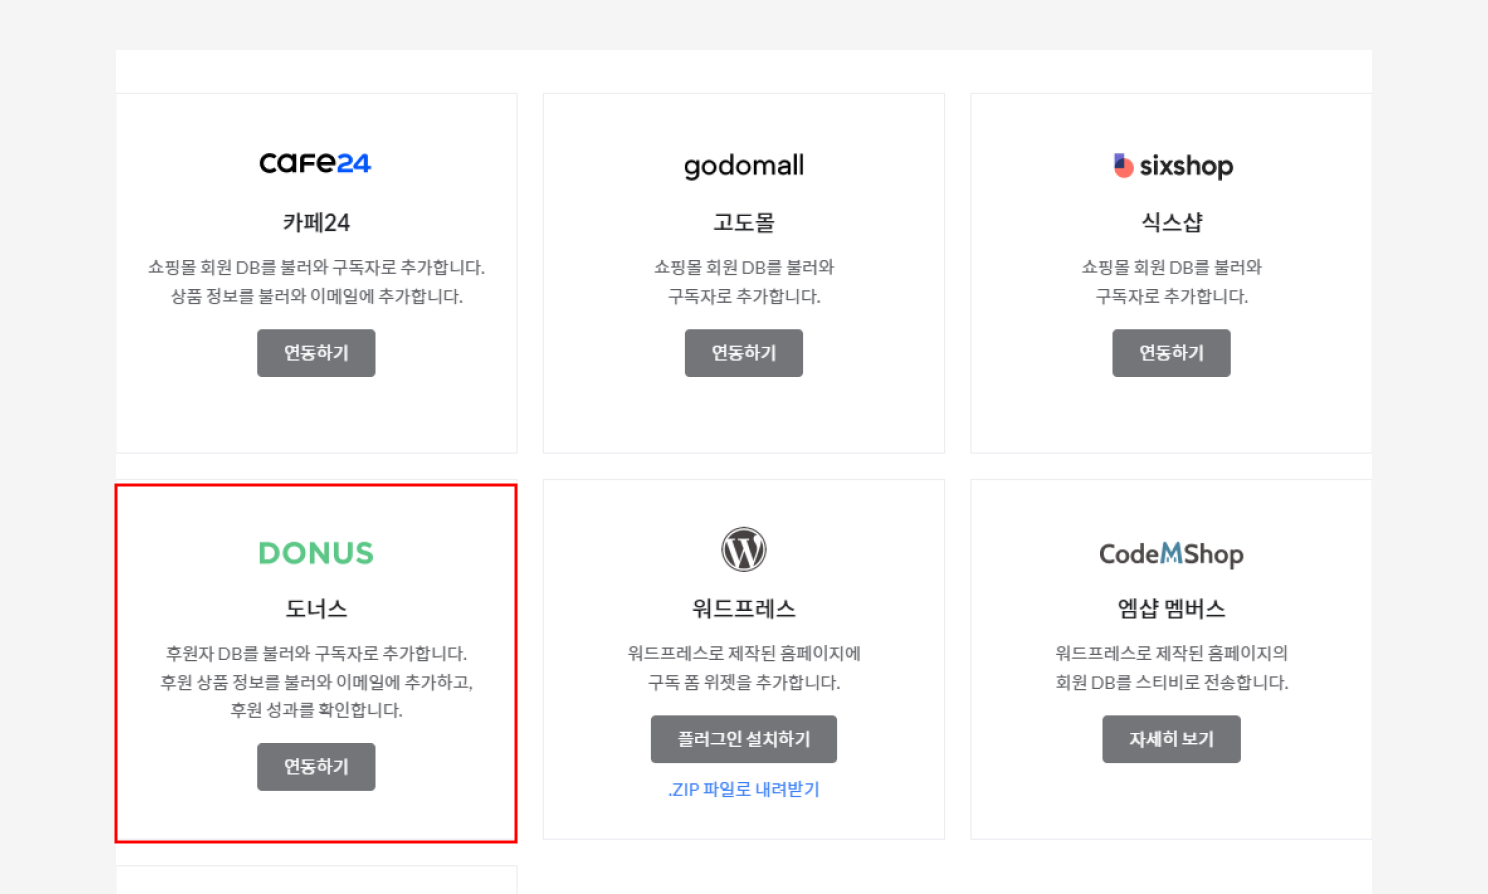 cafe24
카페24
쇼핑몰 회원 DB를 불러와 구독자로 추가합니다.
상품 정보를 불러와 이메일에 추가합니다.
연동하기
godomall
고도몰
쇼핑몰 회원 DB를 불러와
구독자로 추가합니다.
연동하기
sixshop
식스샵
쇼핑몰 회원 DB를 불러와
구독자로 추가합니다.
연동하기
DONUS
도너스
후원자 DB를 불러와 구독자로 추가합니다.
후원 상품 정보를 불러와 이메일에 추가하고,
후원 성과를 확인합니다.
연동하기
워드프레스
워드프레스로 제작된 홈페이지에
구독 폼 위젯을 추가합니다.
플러그인 설치하기
.ZIP 파일로 내려받기
CodeMShop
엠샵 멤버스
워드프레스로 제작된 홈페이지의
회원 DB를 스티비로 전송합니다.
자세히 보기